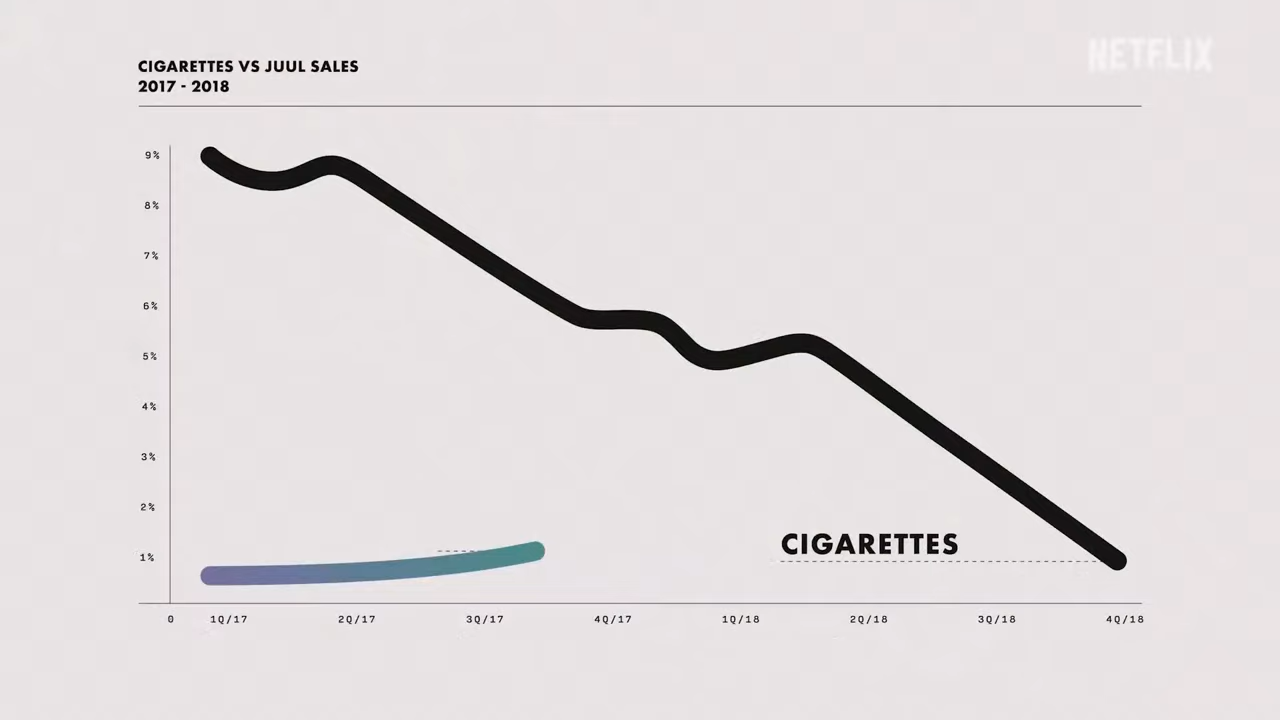 NETFLIX
CIGARETTES VS JUUL SALES
2017 - 2018
9%
8%
7%
6%
5%
4%
3%
2%
1%
CIGARETTES
0 1Q/17 2Q/17 3Q/17 4Q/17 1Q/18 2Q/18 3Q/18 4Q/18